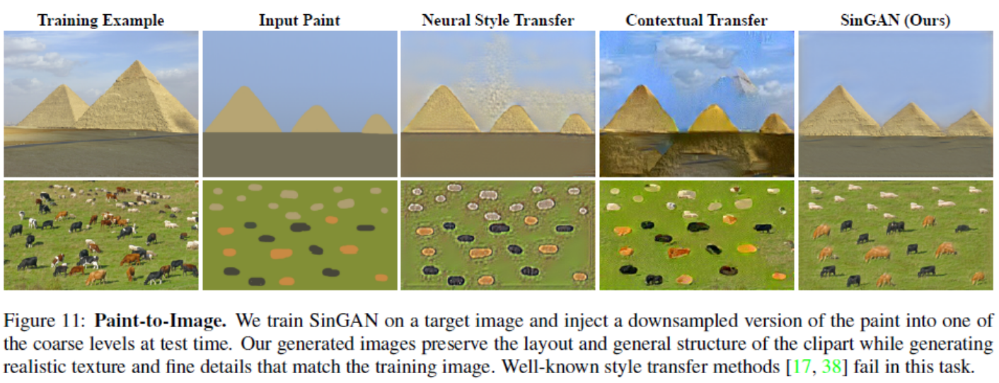 Training Example Input Paint Neural Style Transfer Contextual Transfer SinGAN (Ours)
Figure 11: Paint-to-Image. We train SinGAN on a target image and inject a downsampled version of the paint into one of
the coarse levels at test time. Our generated images preserve the layout and general structure of the clipart while generating
realistic texture and fine details that match the training image. Well-known style transfer methods [17, 38] fail in this task.